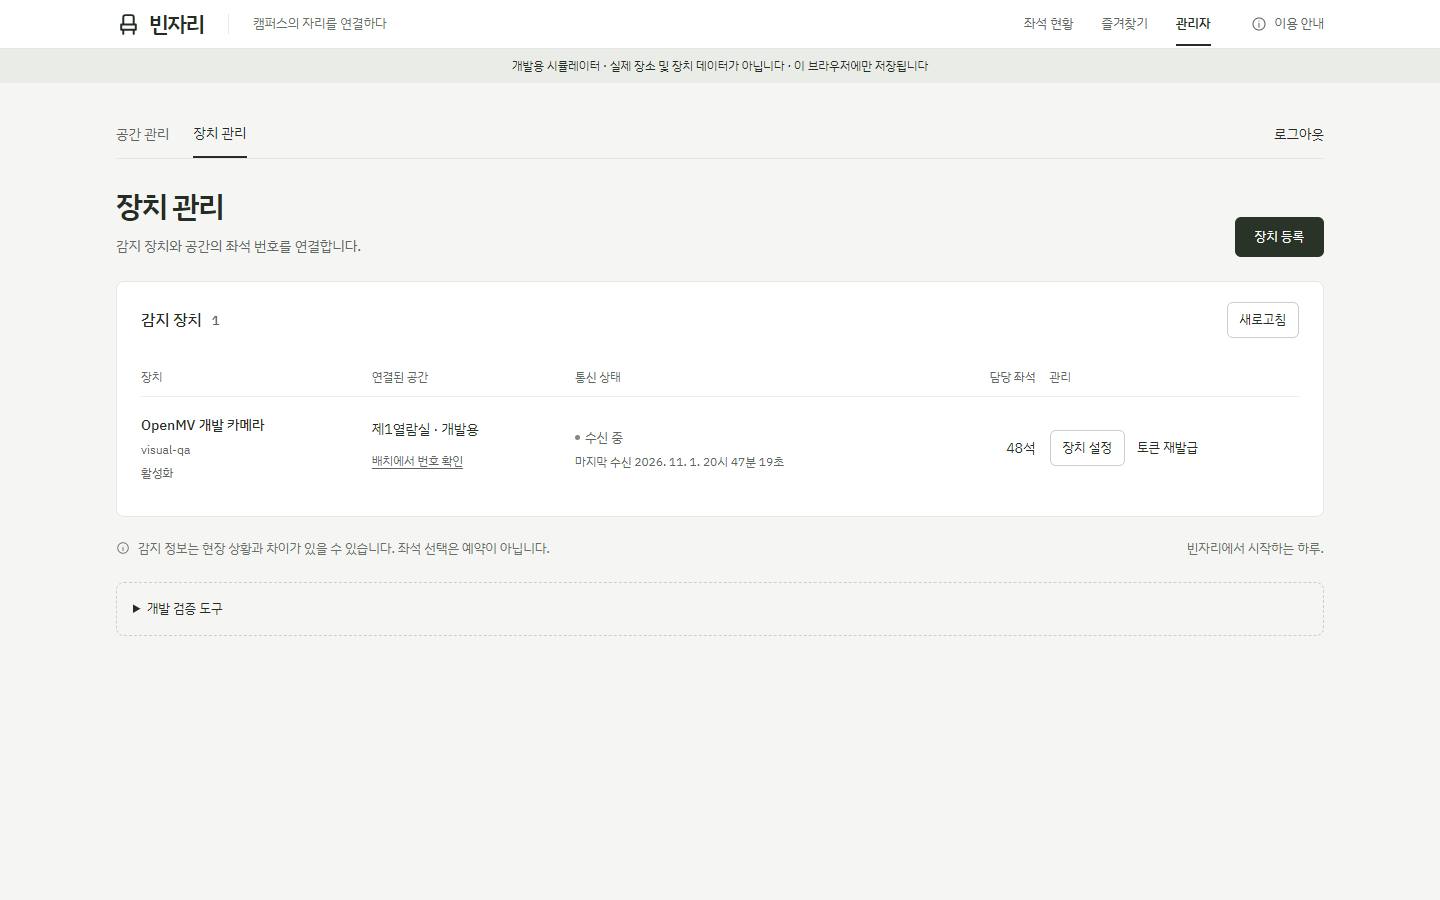 빈자리
캠퍼스의 자리를 연결하다
좌석 현황
즐겨찾기
관리자
이용 안내
개발용 시뮬레이터 · 실제 장소 및 장치 데이터가 아닙니다 · 이 브라우저에만 저장됩니다
공간 관리
장치 관리
로그아웃
장치 관리
감지 장치와 공간의 좌석 번호를 연결합니다.
장치 등록
감지 장치 1
새로고침
장치
연결된 공간
통신 상태
담당 좌석
관리
OpenMV 개발 카메라
visual-qa
활성화
제1열람실 · 개발용
배치에서 번호 확인
수신 중
마지막 수신 2026. 11. 1. 20시 47분 19초
48석
장치 설정
토큰 재발급
감지 정보는 현장 상황과 차이가 있을 수 있습니다. 좌석 선택은 예약이 아닙니다.
빈자리에서 시작하는 하루.
▶ 개발 검증 도구